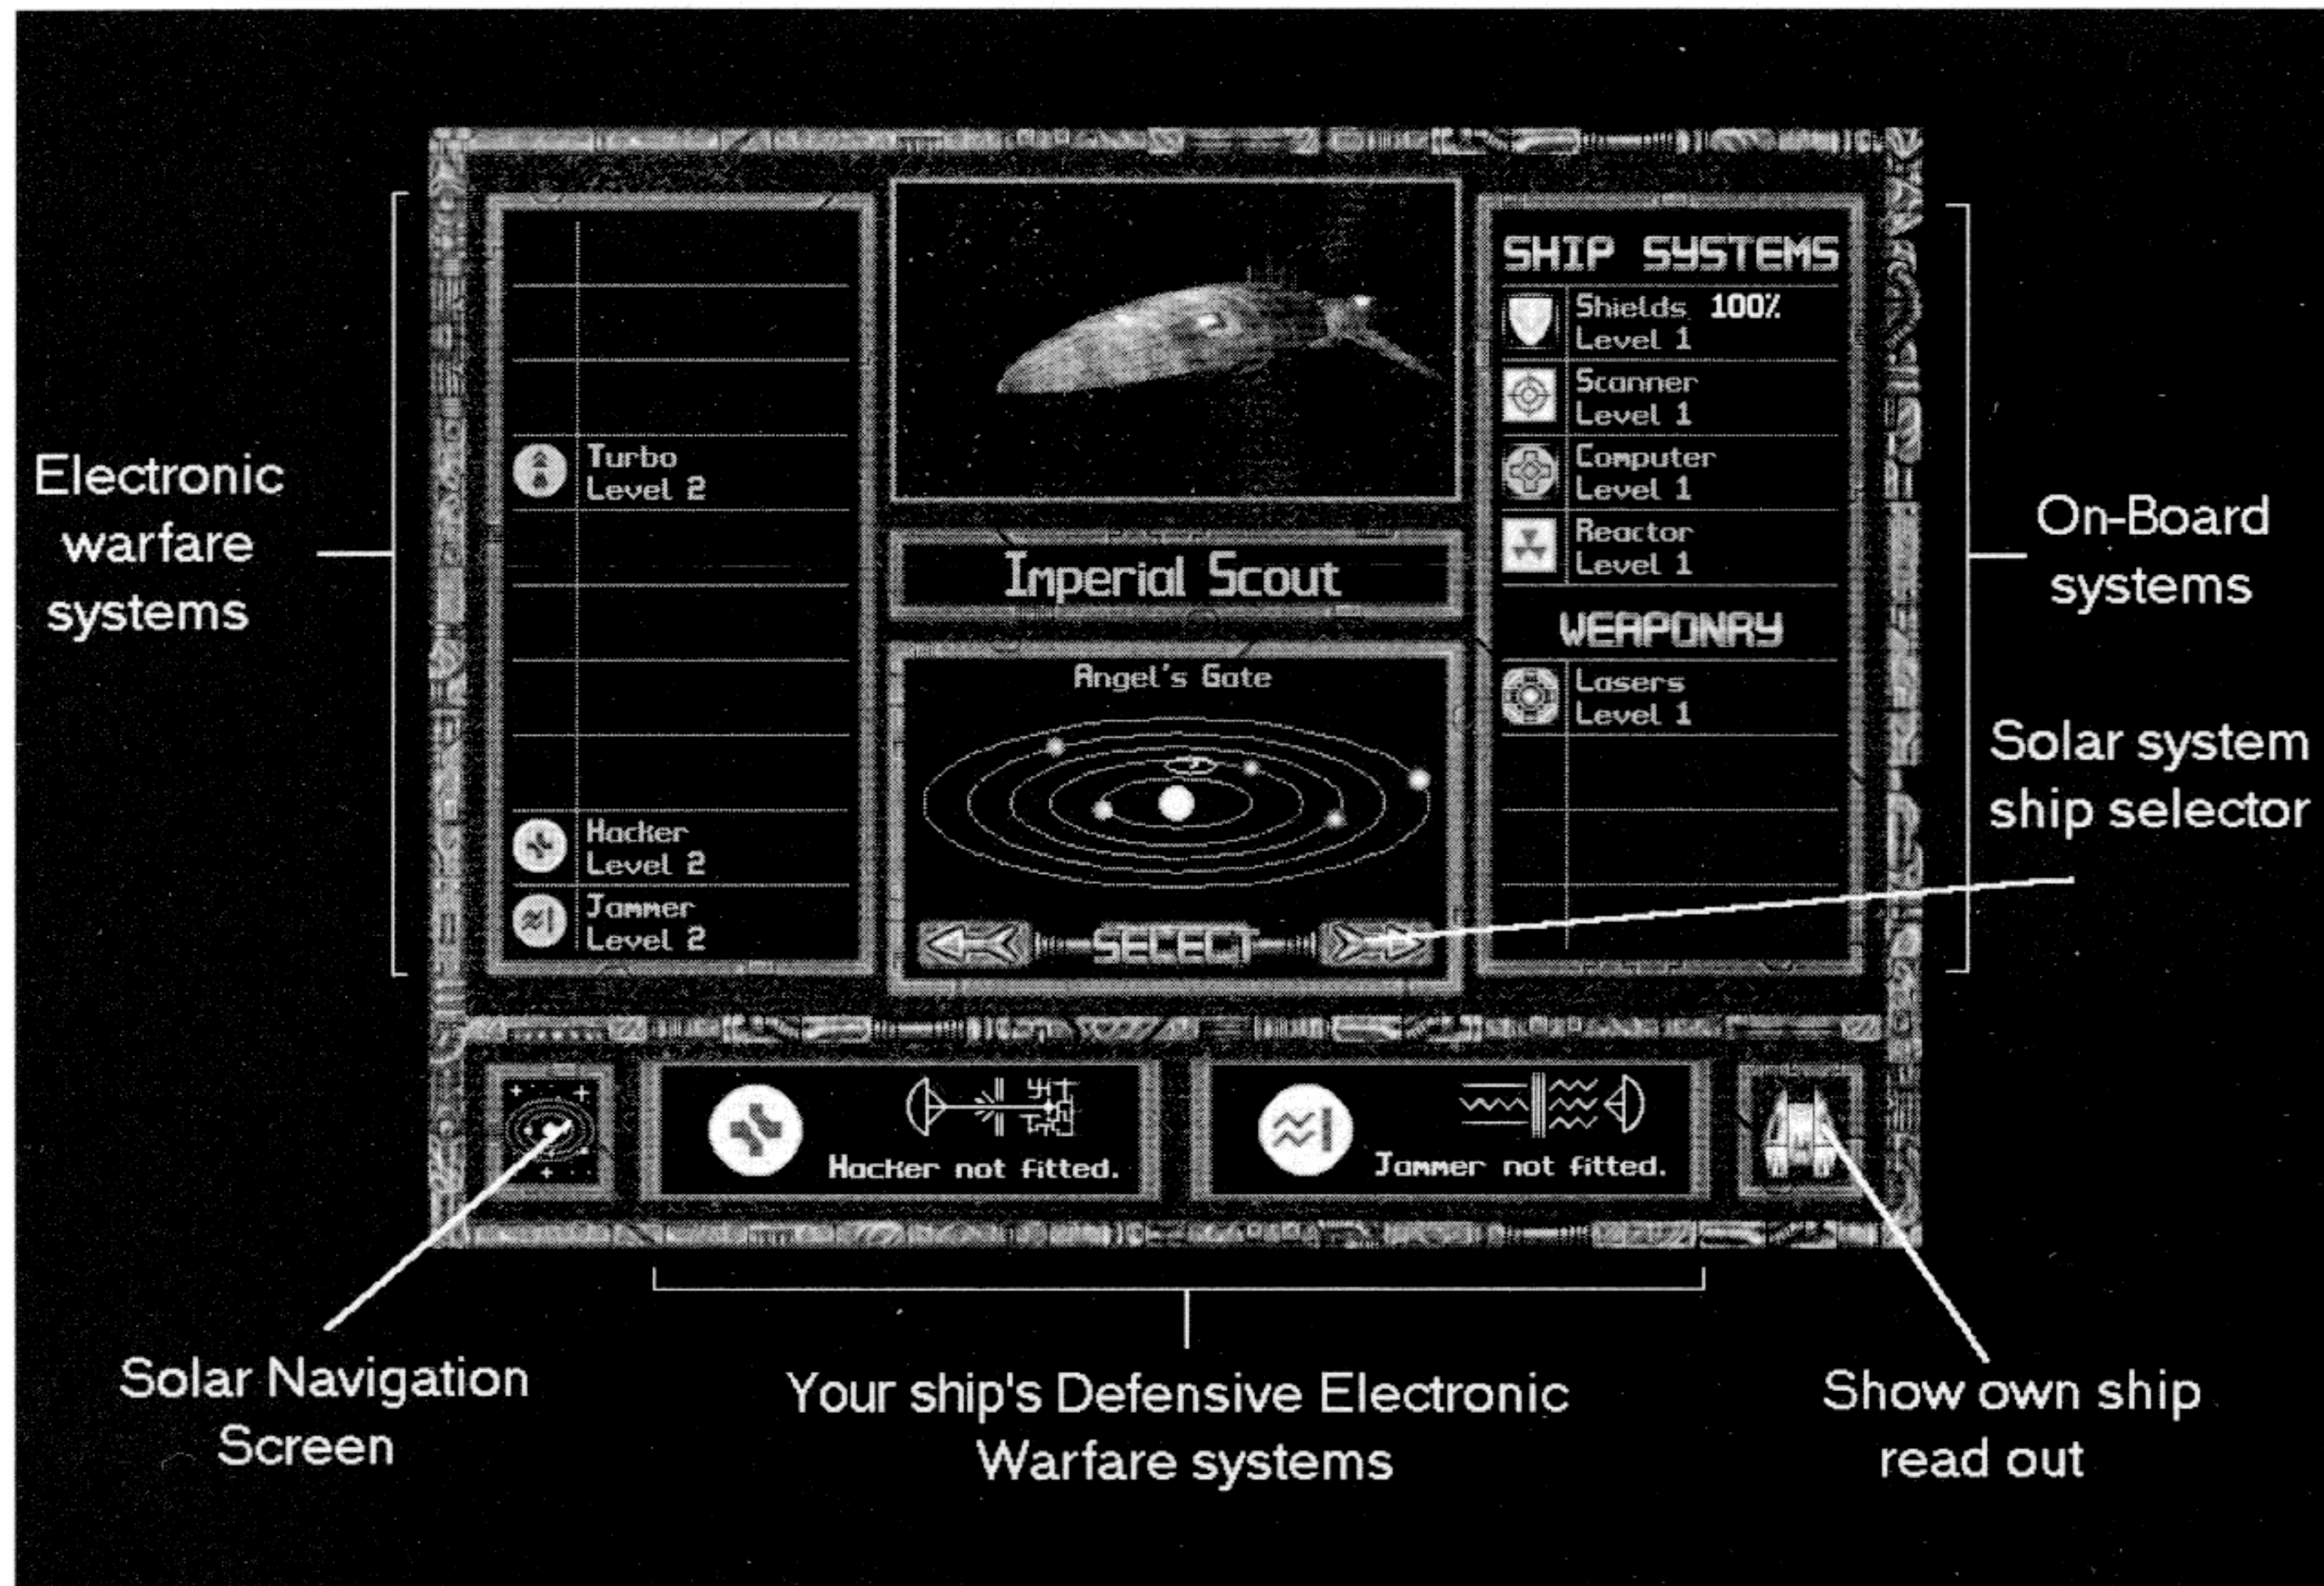 Electronic
warfare
systems
Turbo
Level 2
Hacker
Level 2
Jammer
Level 2
Imperial Scout
Angel's Gate
SELECT
SHIP SYSTEMS
Shields 100%
Level 1
Scanner
Level 1
Computer
Level 1
Reactor
Level 1
WEAPONRY
Lasers
Level 1
On-Board
systems
Solar system
ship selector
Hacker not fitted.
Jammer not fitted.
Solar Navigation
Screen
Your ship's Defensive Electronic
Warfare systems
Show own ship
read out